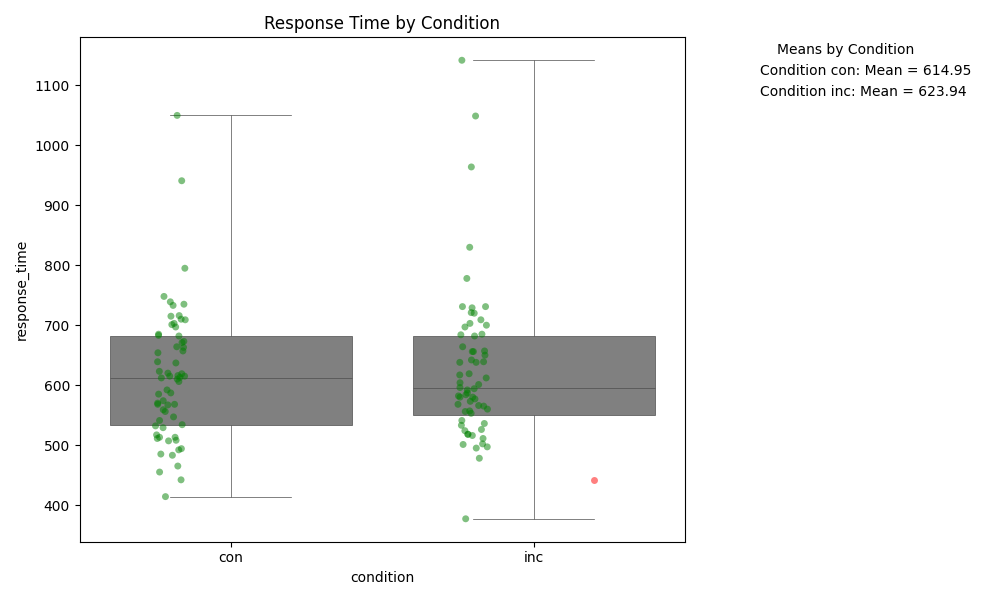 Response Time by Condition
Means by Condition
Condition con: Mean = 614.95
Condition inc: Mean = 623.94
response_time
1100
1000
900
800
700
600
500
400
con
inc
condition